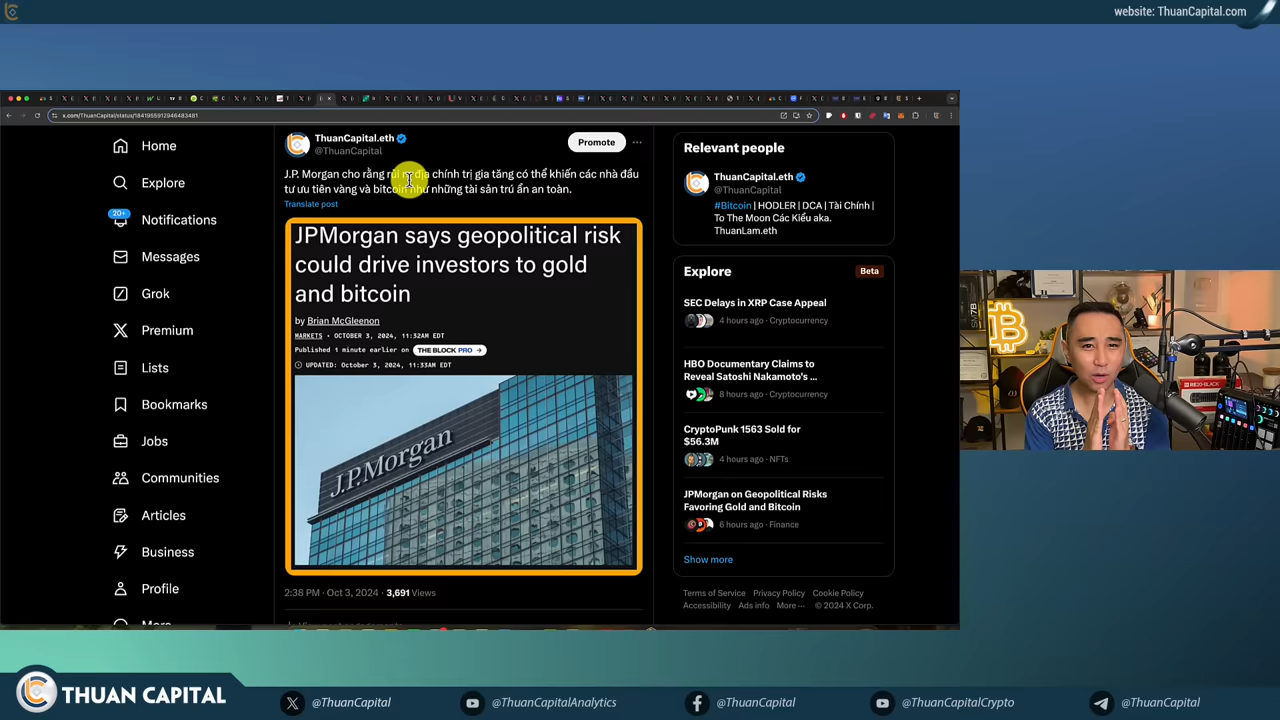 website: ThuanCapital.com
x.com/ThuanCapital/status/1841955912946483481
Home
Explore
20+
Notifications
Messages
Grok
Premium
Lists
Bookmarks
Jobs
Communities
Articles
Business
Profile
More
ThuanCapital.eth
@ThuanCapital
Promote
J.P. Morgan cho rằng rủi ro địa chính trị gia tăng có thể khiến các nhà đầu
tư ưu tiên vàng và bitcoin như những tài sản trú ẩn an toàn.
Translate post
JPMorgan says geopolitical risk
could drive investors to gold
and bitcoin
by Brian McGleenon
MARKETS • OCTOBER 3, 2024, 11:32AM EDT
Published 1 minute earlier on THE BLOCK PRO →
UPDATED: October 3, 2024, 11:33AM EDT
J.P.Morgan
2:38 PM · Oct 3, 2024 · 3,691 Views
Relevant people
ThuanCapital.eth
@ThuanCapital
#Bitcoin | HODLER | DCA | Tài Chính |
To The Moon Các Kiểu aka.
ThuanLam.eth
Explore
Beta
SEC Delays in XRP Case Appeal
4 hours ago · Cryptocurrency
HBO Documentary Claims to
Reveal Satoshi Nakamoto's ...
8 hours ago · Cryptocurrency
CryptoPunk 1563 Sold for
$56.3M
4 hours ago · NFTs
JPMorgan on Geopolitical Risks
Favoring Gold and Bitcoin
6 hours ago · Finance
Show more
Terms of Service Privacy Policy Cookie Policy
Accessibility Ads info More ··· © 2024 X Corp.
THUAN CAPITAL
@ThuanCapital
@ThuanCapitalAnalytics
@ThuanCapital
@ThuanCapitalCrypto
@ThuanCapital